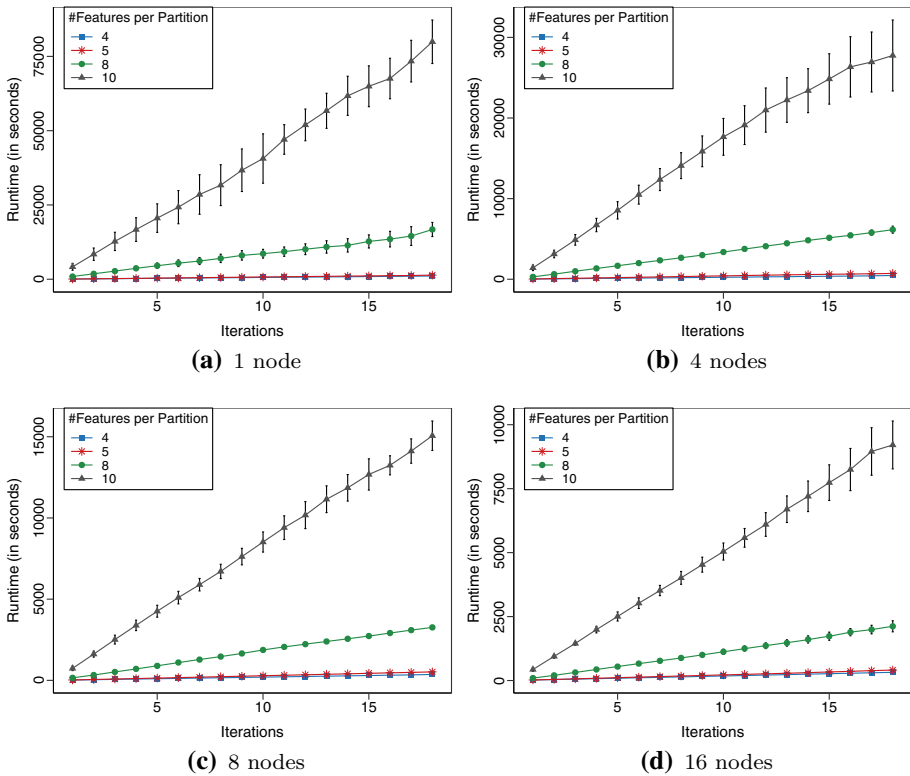 #Features per Partition
4
5
8
10
Runtime (in seconds)
0
25000
50000
75000
5
10
15
Iterations
(a) 1 node
#Features per Partition
4
5
8
10
Runtime (in seconds)
0
10000
20000
30000
5
10
15
Iterations
(b) 4 nodes
#Features per Partition
4
5
8
10
Runtime (in seconds)
0
5000
10000
15000
5
10
15
Iterations
(c) 8 nodes
#Features per Partition
4
5
8
10
Runtime (in seconds)
0
2500
5000
7500
10000
5
10
15
Iterations
(d) 16 nodes